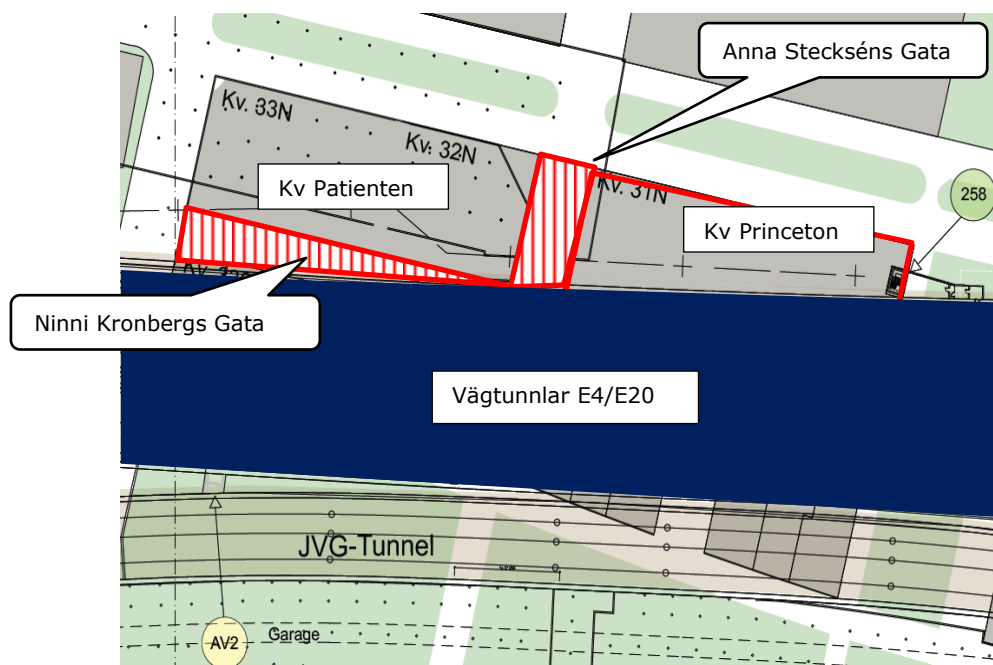 Anna Steckséns Gata
Kv. 33N
Kv. 32N
Kv Patienten
Kv. 31N
258
Kv Princeton
Ninni Kronbergs Gata
Vägtunnlar E4/E20
JVG-Tunnel
AV2
Garage